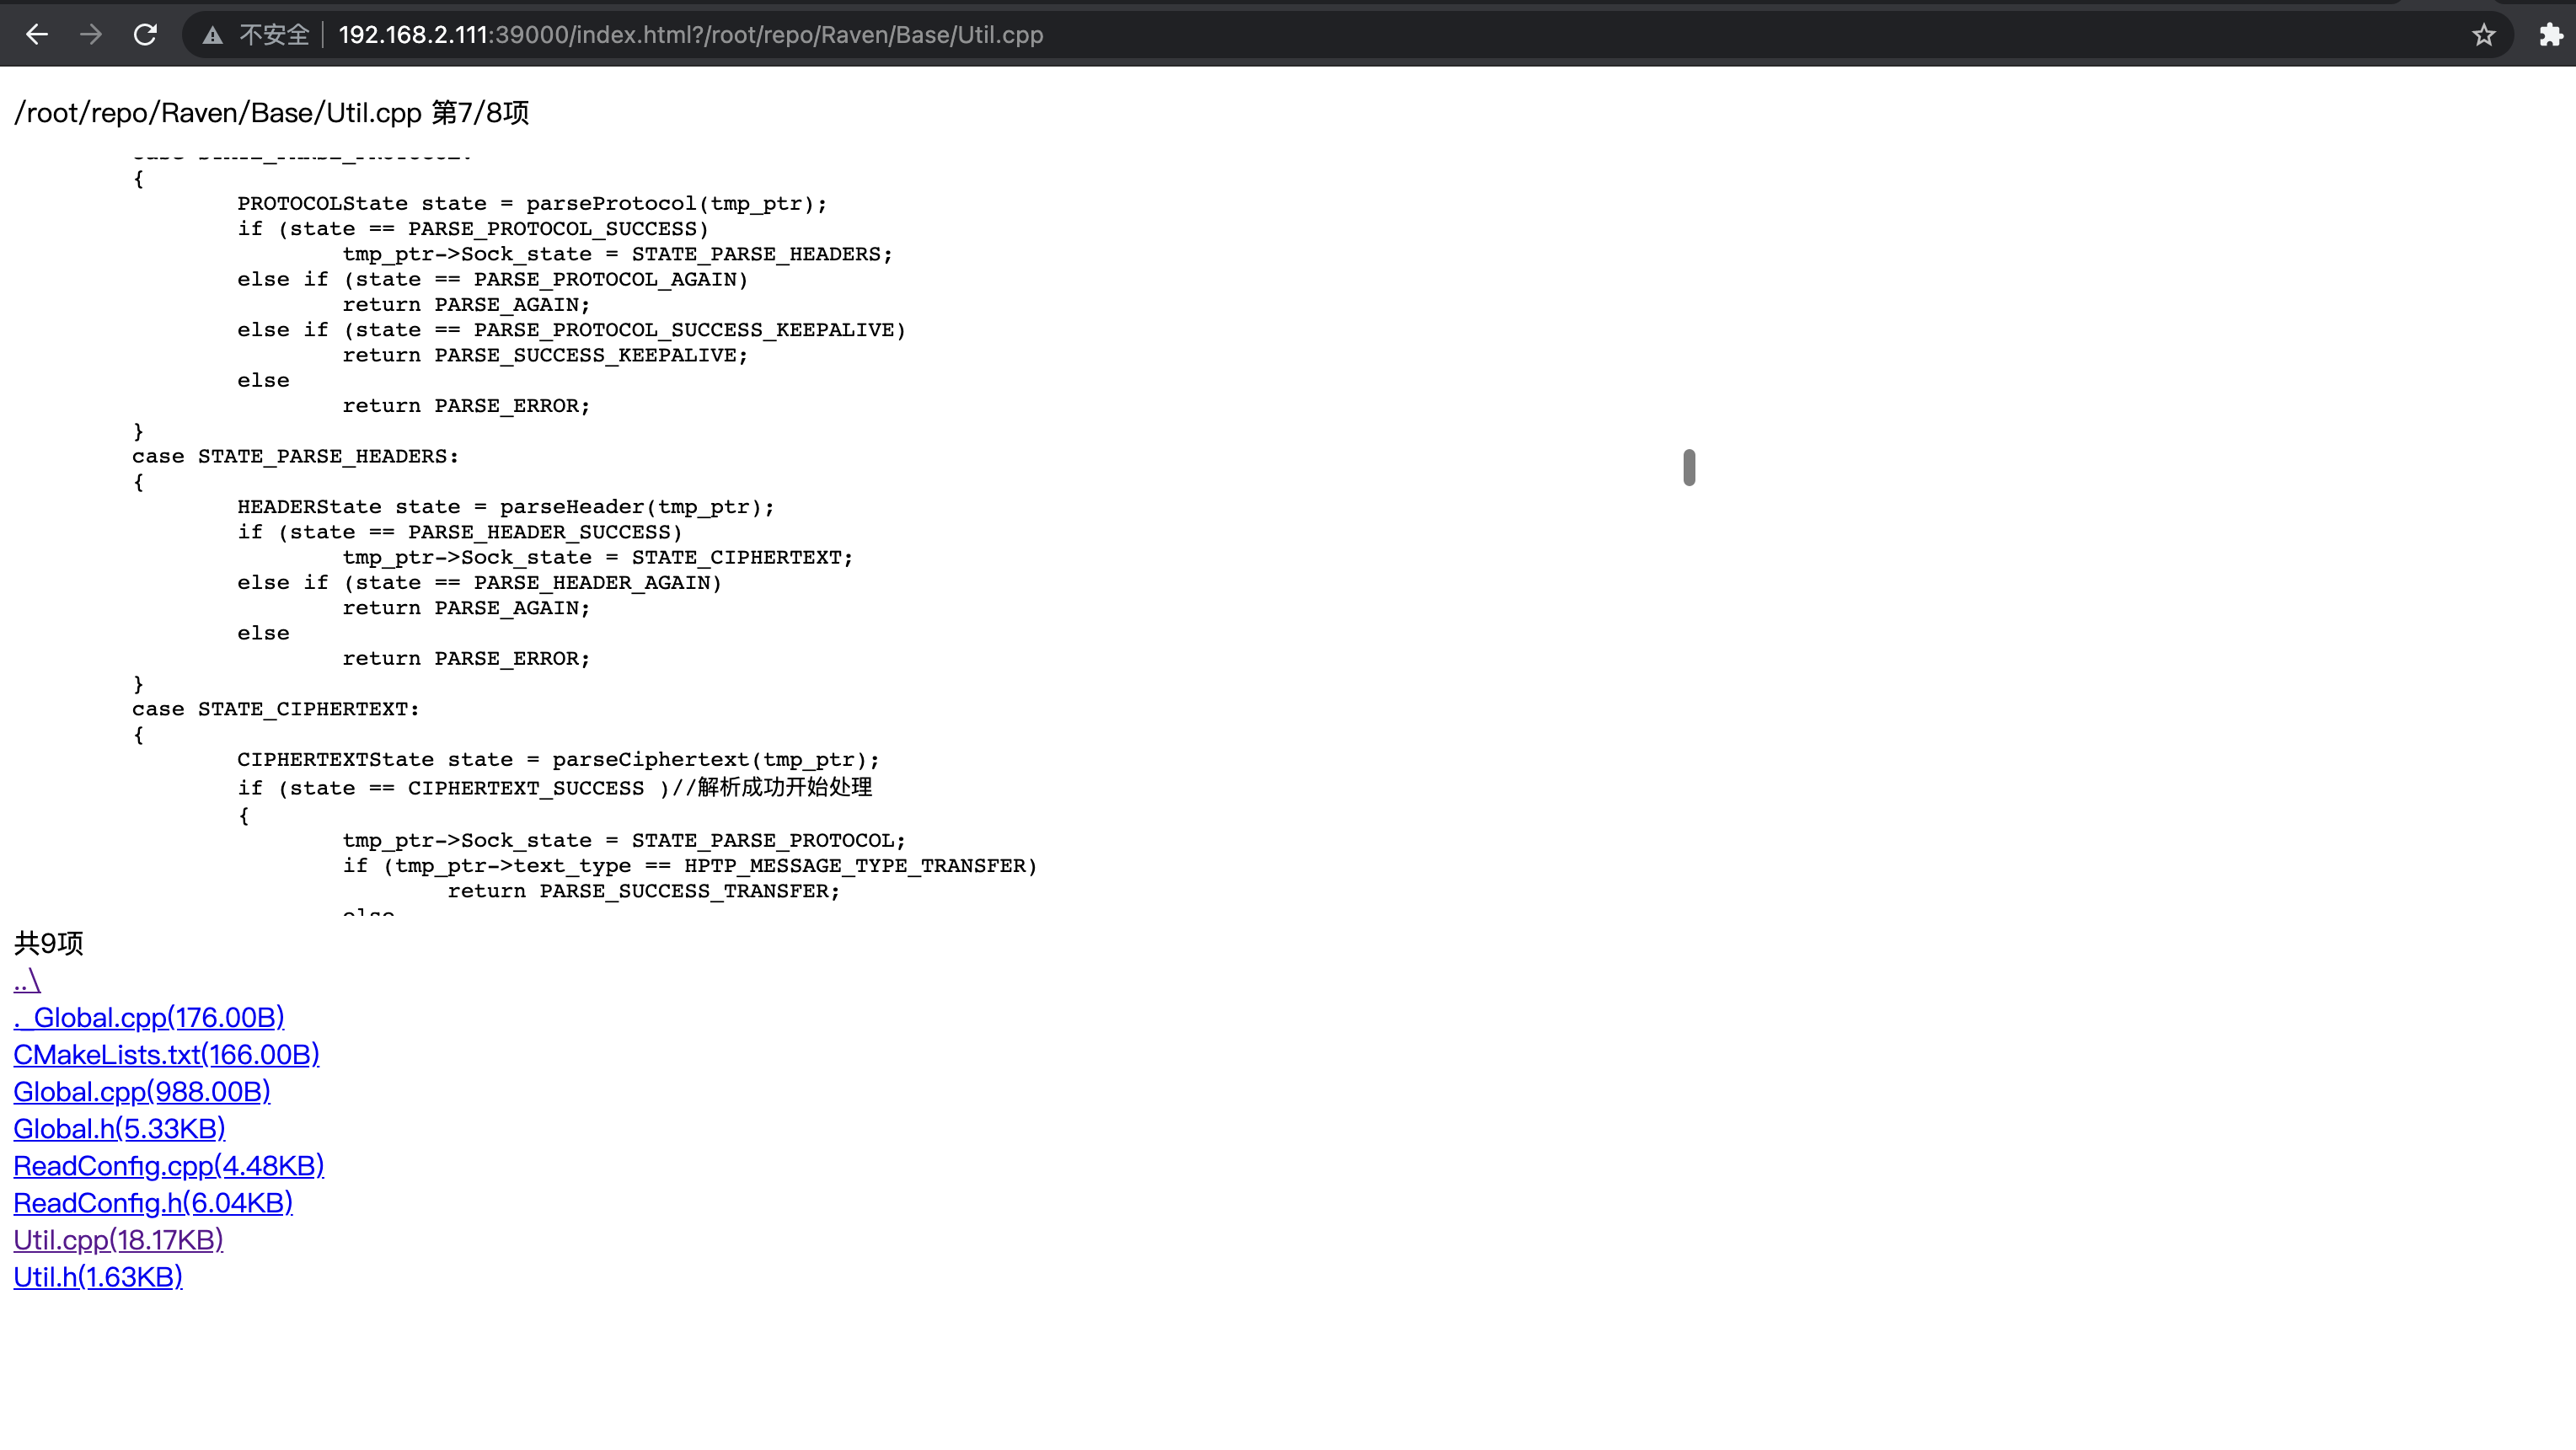 不安全 192.168.2.111:39000/index.html?/root/repo/Raven/Base/Util.cpp
/root/repo/Raven/Base/Util.cpp 第7/8项
{
PROTOCOLState state = parseProtocol(tmp_ptr);
if (state == PARSE_PROTOCOL_SUCCESS)
tmp_ptr->Sock_state = STATE_PARSE_HEADERS;
else if (state == PARSE_PROTOCOL_AGAIN)
return PARSE_AGAIN;
else if (state == PARSE_PROTOCOL_SUCCESS_KEEPALIVE)
return PARSE_SUCCESS_KEEPALIVE;
else
return PARSE_ERROR;
}
case STATE_PARSE_HEADERS:
{
HEADERState state = parseHeader(tmp_ptr);
if (state == PARSE_HEADER_SUCCESS)
tmp_ptr->Sock_state = STATE_CIPHERTEXT;
else if (state == PARSE_HEADER_AGAIN)
return PARSE_AGAIN;
else
return PARSE_ERROR;
}
case STATE_CIPHERTEXT:
{
CIPHERTEXTState state = parseCiphertext(tmp_ptr);
if (state == CIPHERTEXT_SUCCESS )//解析成功开始处理
{
tmp_ptr->Sock_state = STATE_PARSE_PROTOCOL;
if (tmp_ptr->text_type == HPTP_MESSAGE_TYPE_TRANSFER)
return PARSE_SUCCESS_TRANSFER;
共9项
..\
._Global.cpp(176.00B)
CMakeLists.txt(166.00B)
Global.cpp(988.00B)
Global.h(5.33KB)
ReadConfig.cpp(4.48KB)
ReadConfig.h(6.04KB)
Util.cpp(18.17KB)
Util.h(1.63KB)